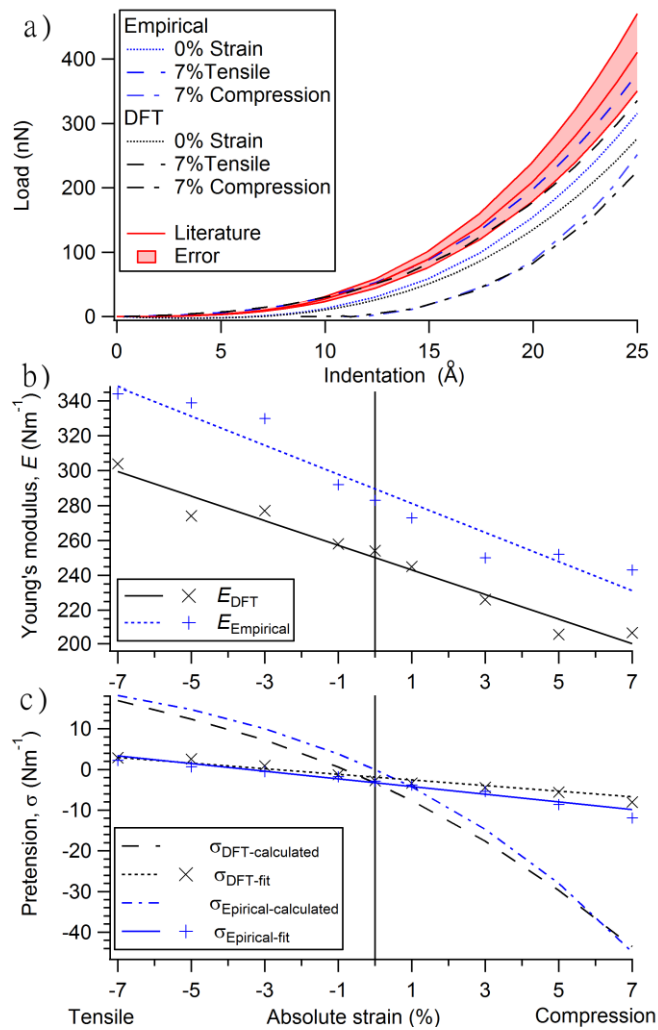 a)
Empirical
0% Strain
7%Tensile
7% Compression
DFT
0% Strain
7%Tensile
7% Compression
Literature
Error
Load (nN)
400
300
200
100
0
0 5 10 15 20 25
Indentation (Å)
b)
Young's modulus, E (Nm⁻¹)
340
320
300
280
260
240
220
200
E_DFT
E_Empirical
-7 -5 -3 -1 1 3 5 7
c)
Pretension, σ (Nm⁻¹)
10
0
-10
-20
-30
-40
σ_DFT-calculated
σ_DFT-fit
σ_Epirical-calculated
σ_Epirical-fit
-7 -5 -3 -1 1 3 5 7
Tensile Absolute strain (%) Compression